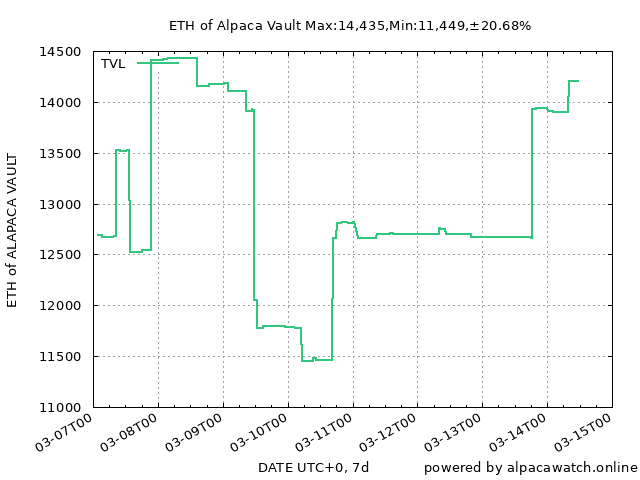 ETH of Alpaca Vault Max:14,435,Min:11,449,±20.68%
TVL
14500
14000
13500
13000
12500
12000
11500
11000
ETH of ALAPACA VAULT
03-07T00
03-08T00
03-09T00
03-10T00
03-11T00
03-12T00
03-13T00
03-14T00
03-15T00
DATE UTC+0, 7d
powered by alpacawatch.online